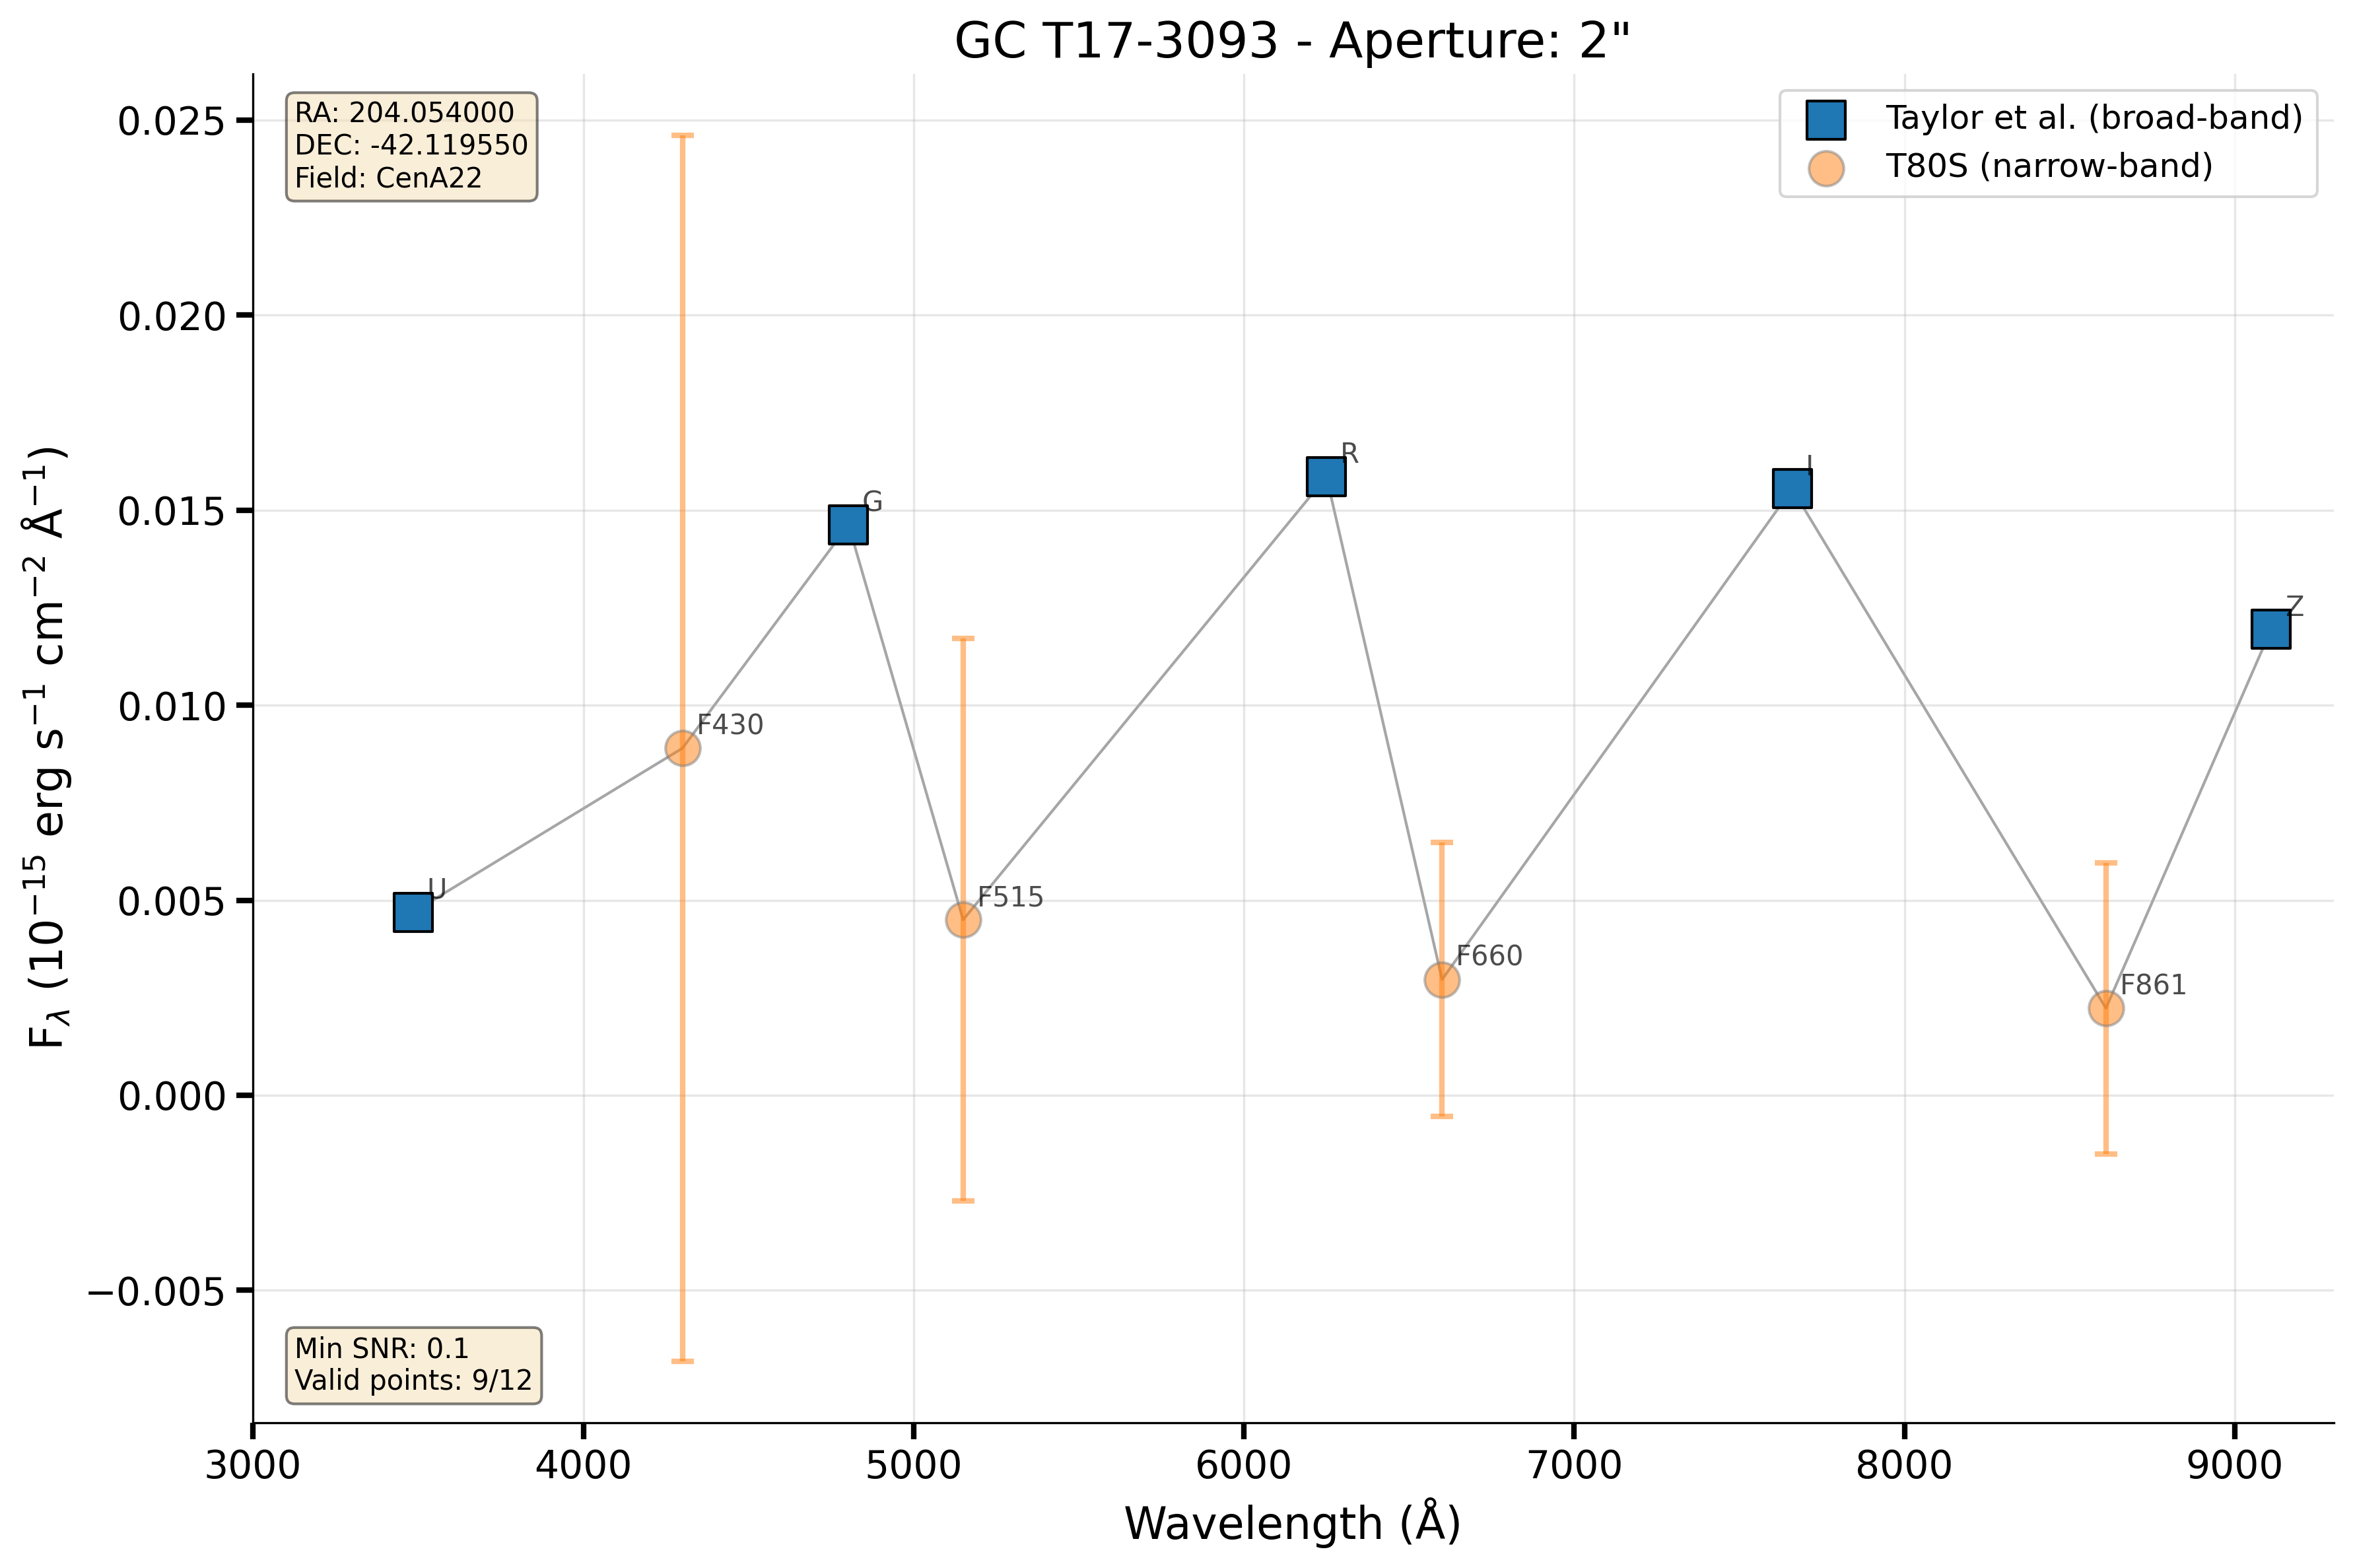 GC T17-3093 - Aperture: 2"
RA: 204.054000
DEC: -42.119550
Field: CenA22
Taylor et al. (broad-band)
T80S (narrow-band)
0.025
0.020
0.015
0.010
0.005
0.000
−0.005
F_λ (10⁻¹⁵ erg s⁻¹ cm⁻² Å⁻¹)
U
F430
G
F515
R
F660
I
F861
Z
Min SNR: 0.1
Valid points: 9/12
3000 4000 5000 6000 7000 8000 9000
Wavelength (Å)